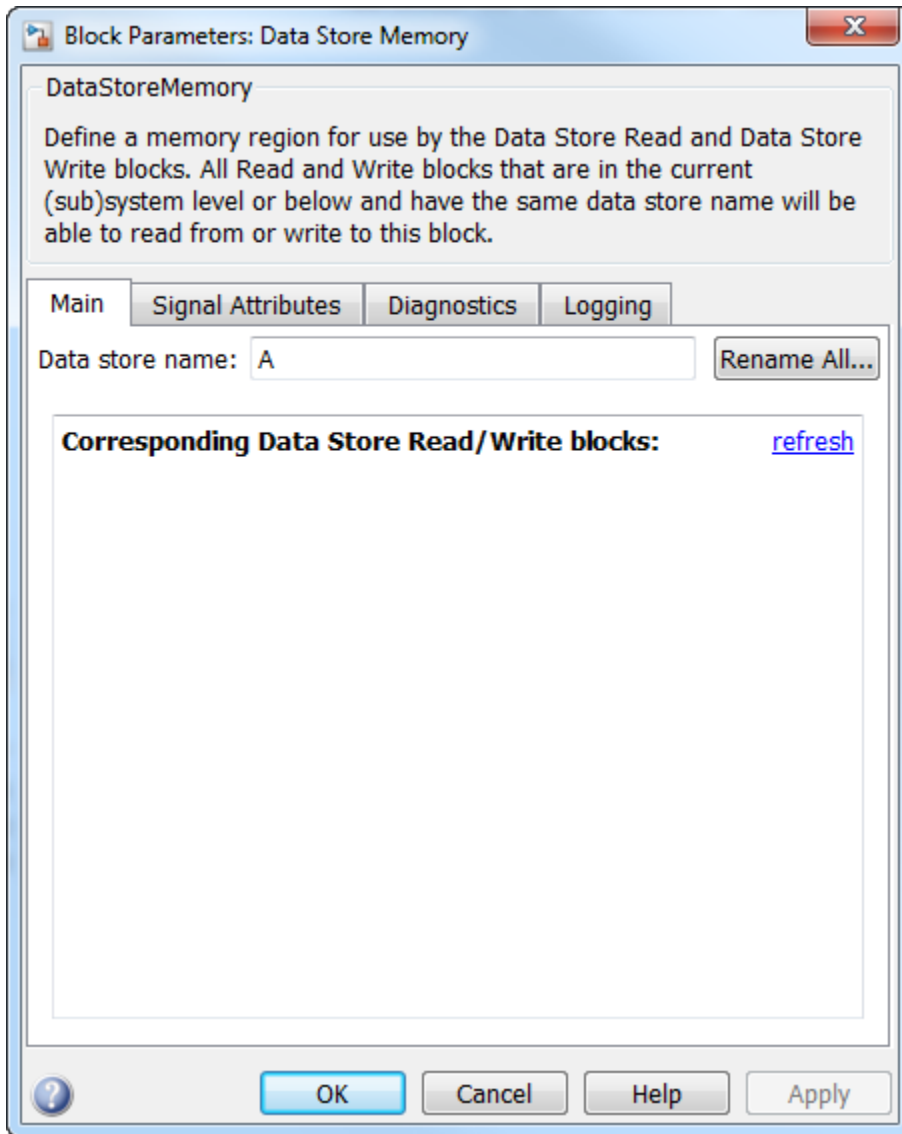 Block Parameters: Data Store Memory
DataStoreMemory
Define a memory region for use by the Data Store Read and Data Store
Write blocks. All Read and Write blocks that are in the current
(sub)system level or below and have the same data store name will be
able to read from or write to this block.
Main Signal Attributes Diagnostics Logging
Data store name: A Rename All...
Corresponding Data Store Read/Write blocks: refresh
? OK Cancel Help Apply